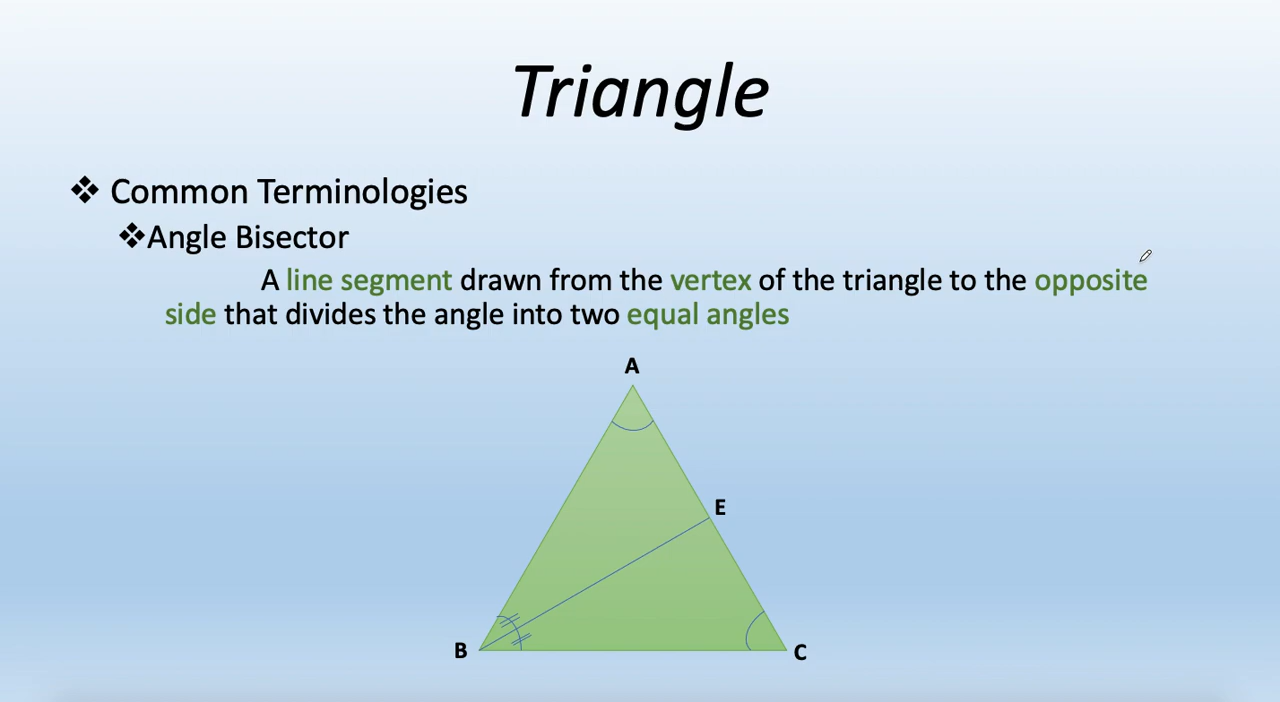 Triangle
❖ Common Terminologies
❖Angle Bisector
A line segment drawn from the vertex of the triangle to the opposite
side that divides the angle into two equal angles
A
E
B
C